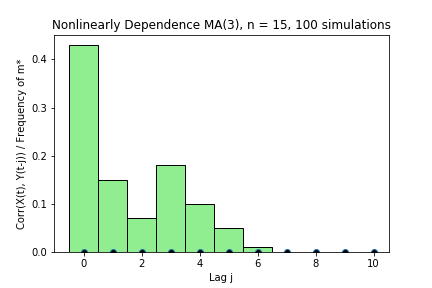 Nonlinearly Dependence MA(3), n = 15, 100 simulations
Corr(X(t), Y(t-j)) / Frequency of m*
0.4
0.3
0.2
0.1
0.0
0 2 4 6 8 10
Lag j